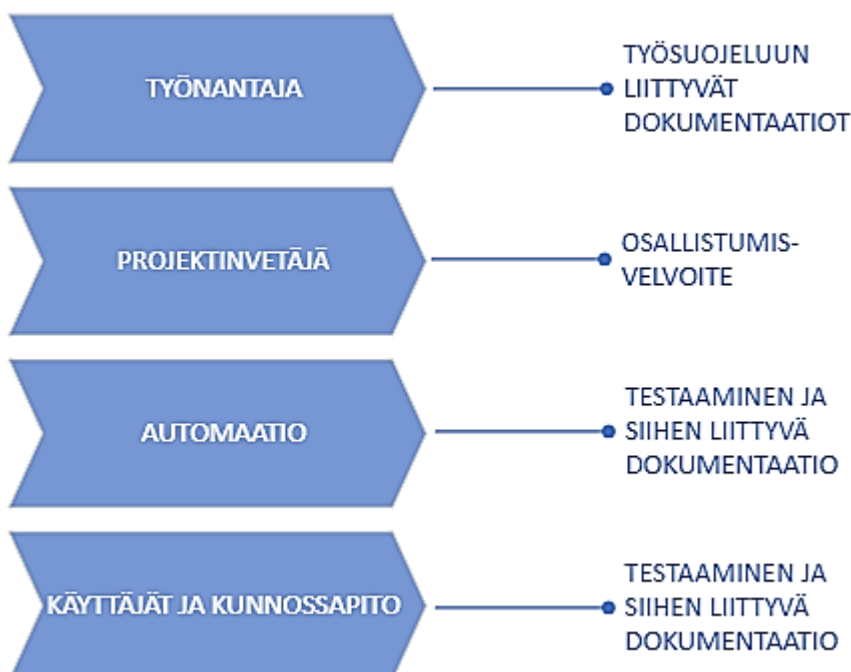 TYÖNANTAJA
TYÖSUOJELUUN
LIITTYVÄT
DOKUMENTAATIOT
PROJEKTINVETÄJÄ
OSALLISTUMIS-
VELVOITE
AUTOMAATIO
TESTAAMINEN JA
SIIHEN LIITTYVÄ
DOKUMENTAATIO
KÄYTTÄJÄT JA KUNNOSSAPITO
TESTAAMINEN JA
SIIHEN LIITTYVÄ
DOKUMENTAATIO